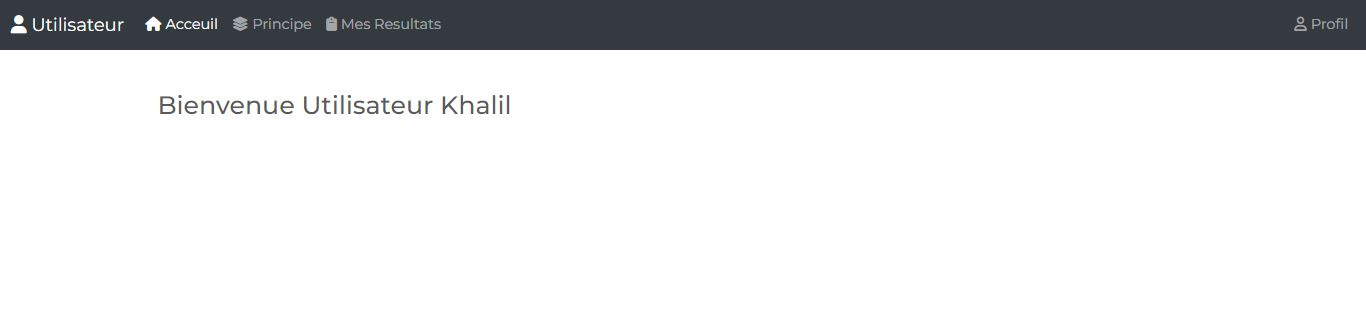 Utilisateur Acceuil Principe Mes Resultats Profil
Bienvenue Utilisateur Khalil